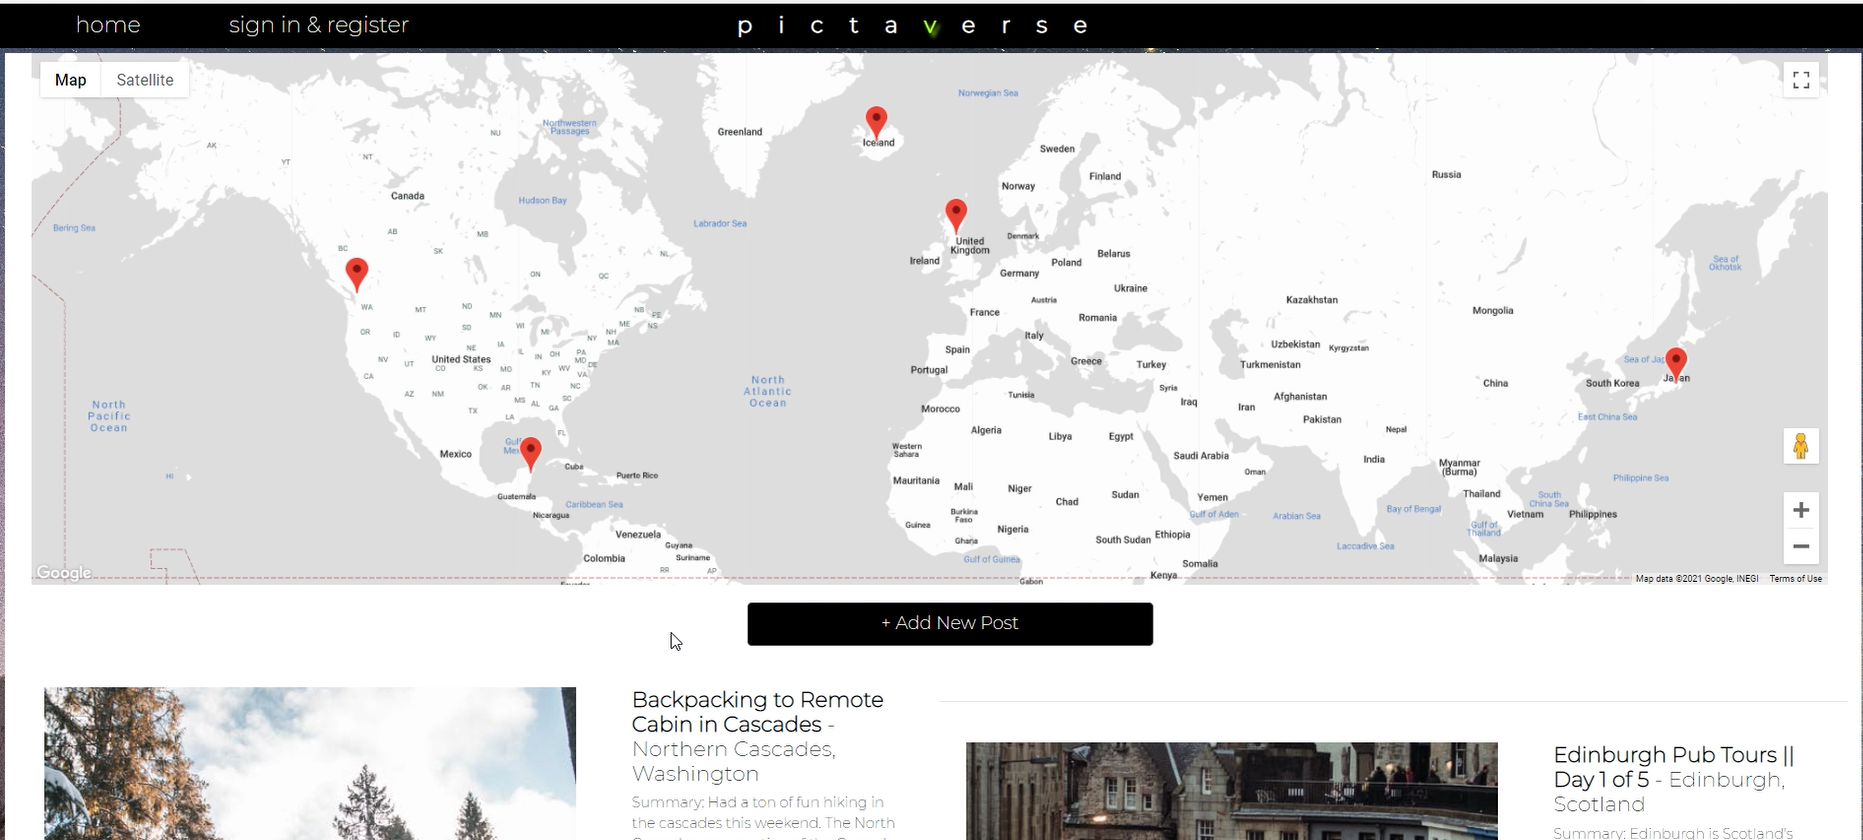 home
sign in & register
p i c t a v e r s e
Map
Satellite
Norwegian Sea
Northwestern
Passages
NU
Greenland
Iceland
AK
YT
NT
Sweden
Finland
Russia
Norway
Canada
Hudson Bay
Labrador Sea
Bering Sea
AB
MB
BC
SK
NL
United
Kingdom
Denmark
Ireland
Poland
Belarus
Germany
Sea of
Okhotsk
ON
QC
Ukraine
Austria
Kazakhstan
Mongolia
France
Romania
WA
MT
ND
MN
NB
PE
ME
NS
OR
ID
SD
WI
MI
NH
WY
NY
MA
Italy
Uzbekistan
Kyrgyzstan
NE
IA
Spain
Greece
Turkey
Turkmenistan
Sea of Jap
NV
UT
United States
CO
KS
MO
IL
IN
OH
PA
MD
DE
KY
WV
VA
Portugal
CA
Japan
South Korea
China
Syria
AZ
NM
OK
AR
TN
NC
Tunisia
Iraq
Iran
Afghanistan
Pakistan
MS
AL
SC
GA
TX
LA
Morocco
East China Sea
North
Pacific
Ocean
North
Atlantic
Ocean
FL
Algeria
Libya
Egypt
Nepal
Western
Sahara
Gulf
Mex
Mexico
Cuba
Puerto Rico
Saudi Arabia
India
Myanmar
(Burma)
Oman
HI
Mauritania
Mali
Niger
Chad
Sudan
Yemen
Thailand
Philippine Sea
Guatemala
Caribbean Sea
Nicaragua
Burkina
Faso
Guinea
Nigeria
Gulf of Aden
Arabian Sea
Bay of Bengal
South
China Sea
Vietnam
Philippines
Gulf of
Thailand
Venezuela
Guyana
Suriname
Ghana
South Sudan
Ethiopia
Laccadive Sea
Colombia
RR
AP
Gulf of Guinea
Somalia
Malaysia
Gabon
Kenya
Google
Map data ©2021 Google, INEGI
Terms of Use
+ Add New Post
Backpacking to Remote
Cabin in Cascades -
Northern Cascades,
Washington
Summary: Had a ton of fun hiking in
the cascades this weekend. The North
Edinburgh Pub Tours ||
Day 1 of 5 - Edinburgh,
Scotland
Summary: Edinburgh is Scotland's